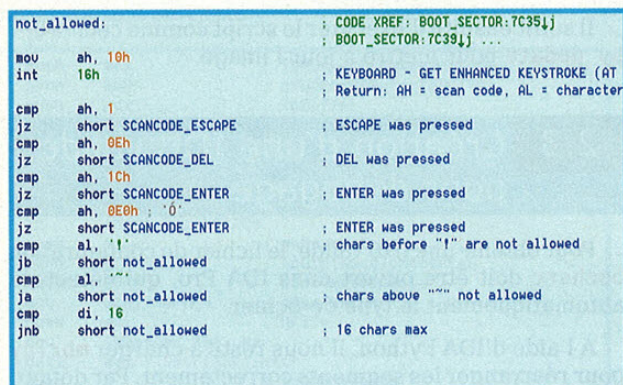 not_allowed: ; CODE XREF: BOOT_SECTOR:7C35↓j
; BOOT_SECTOR:7C39↓j ...
mov ah, 10h
int 16h ; KEYBOARD - GET ENHANCED KEYSTROKE (AT
; Return: AH = scan code, AL = character
cmp ah, 1
jz short SCANCODE_ESCAPE ; ESCAPE was pressed
cmp ah, 0Eh
jz short SCANCODE_DEL ; DEL was pressed
cmp ah, 1Ch
jz short SCANCODE_ENTER ; ENTER was pressed
cmp ah, 0E0h ; 'Ó'
jz short SCANCODE_ENTER ; ENTER was pressed
cmp al, '!' ; chars before "!" are not allowed
jb short not_allowed
cmp al, '~'
ja short not_allowed ; chars above "~" not allowed
cmp di, 16
jnb short not_allowed ; 16 chars max